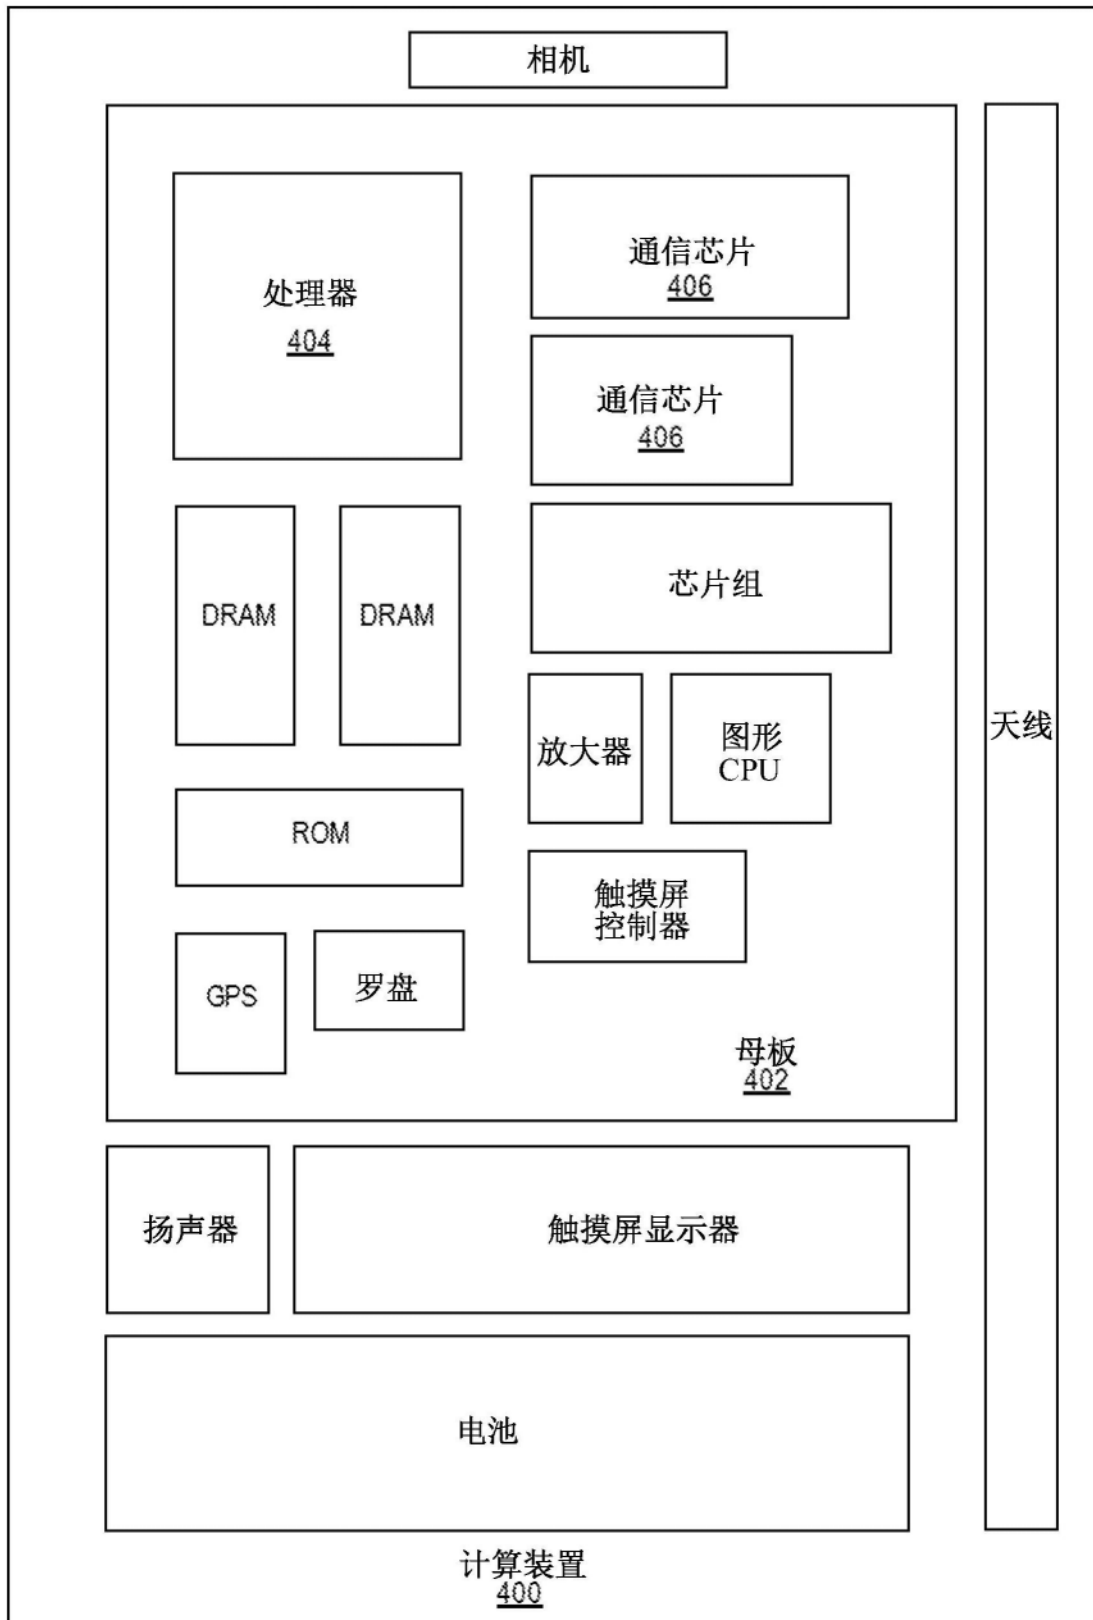 相机
处理器
404
通信芯片
406
通信芯片
406
DRAM
DRAM
芯片组
放大器
图形
CPU
天线
ROM
触摸屏
控制器
GPS
罗盘
母板
402
扬声器
触摸屏显示器
电池
计算装置
400